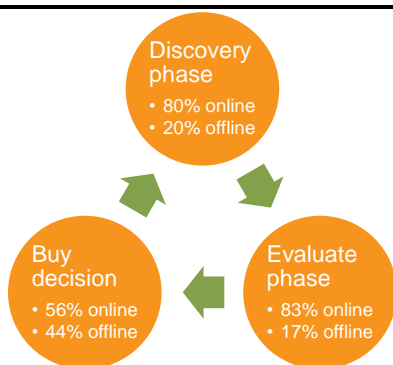 Discovery
phase
• 80% online
• 20% offline
Evaluate
phase
• 83% online
• 17% offline
Buy
decision
• 56% online
• 44% offline